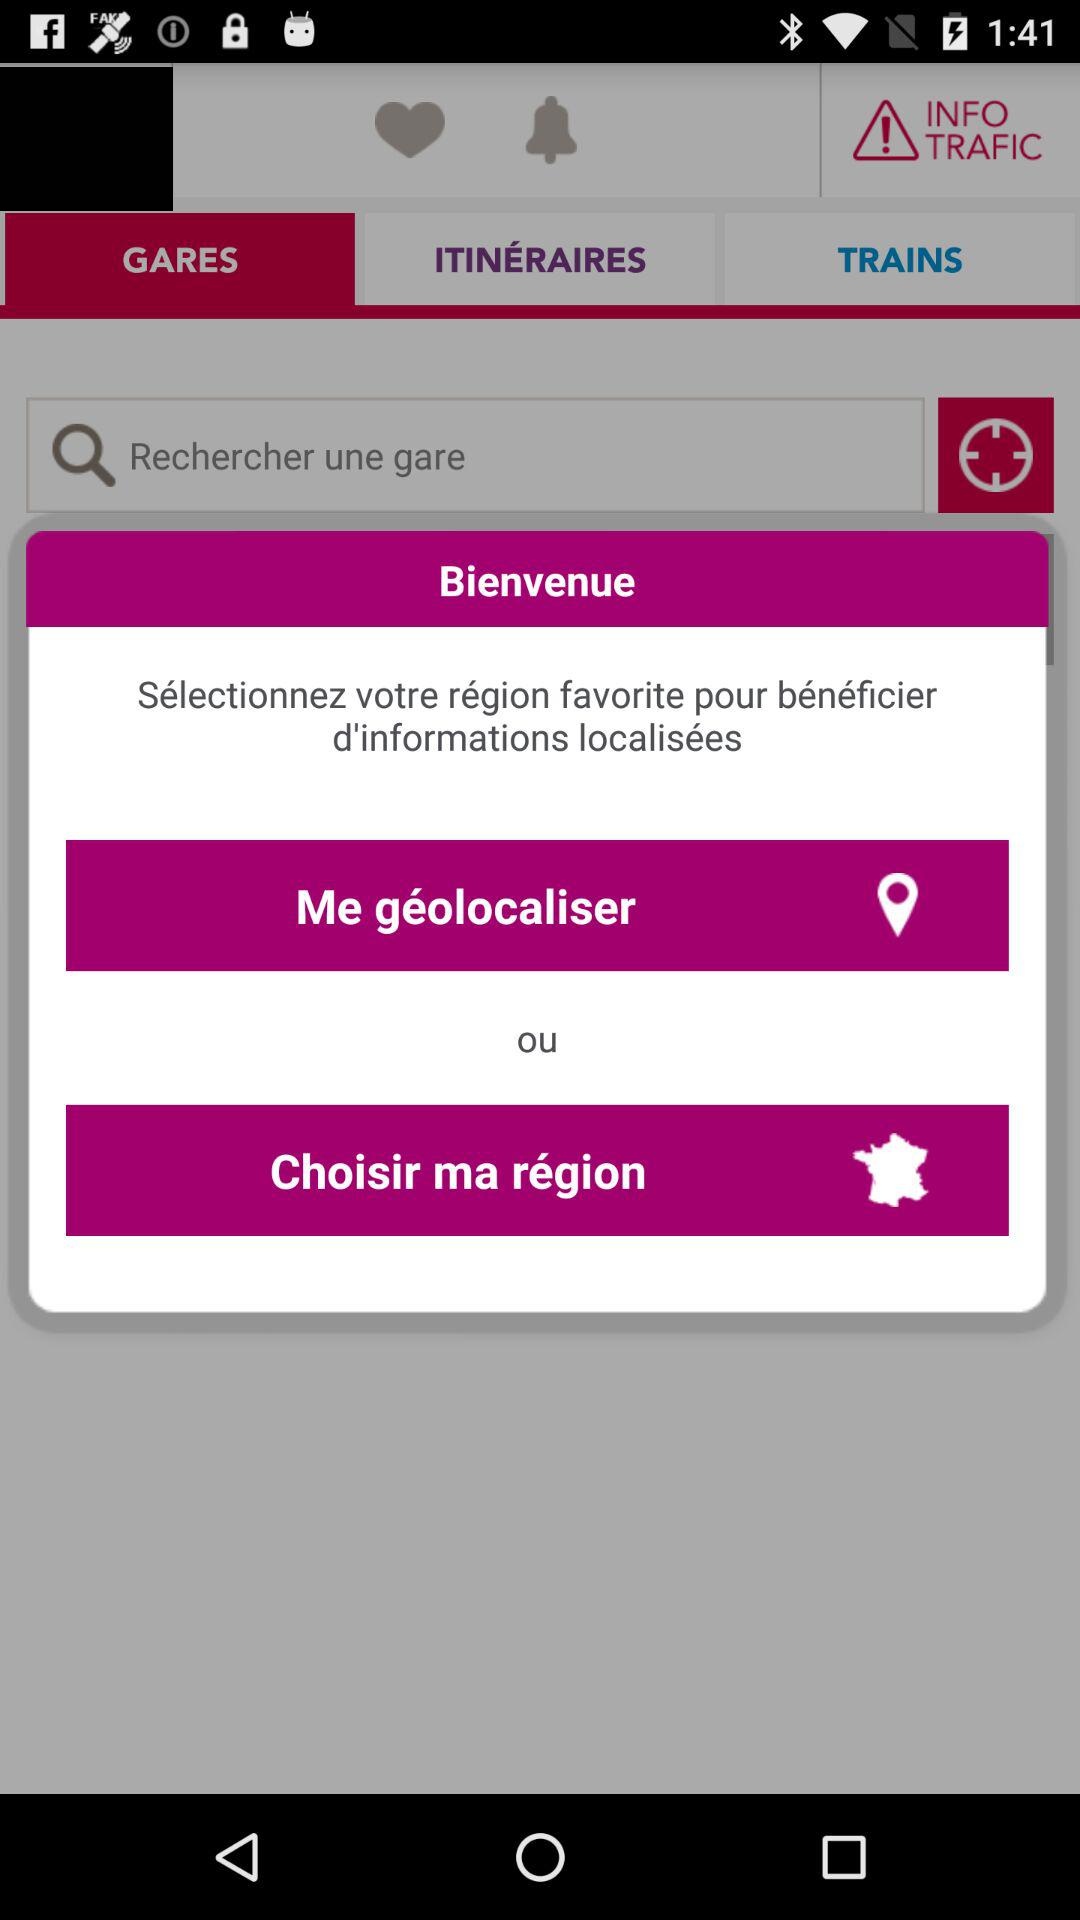 FAK
1:41
INFO
TRAFIC
GARES
ITINÉRAIRES
TRAINS
Rechercher une gare
Bienvenue
Sélectionnez votre région favorite pour bénéficier
d'informations localisées
Me géolocaliser
ou
Choisir ma région